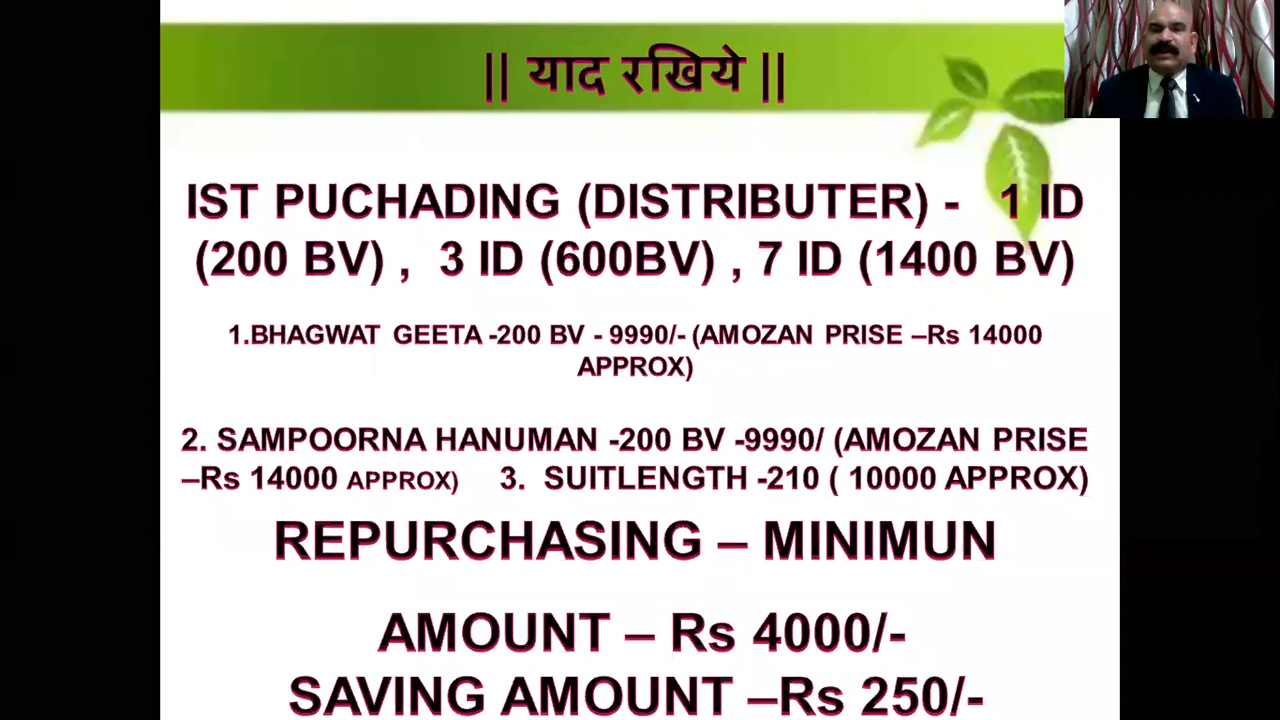 || याद रखिये ||
IST PUCHADING (DISTRIBUTER) - 1 ID
(200 BV) , 3 ID (600BV) , 7 ID (1400 BV)
1.BHAGWAT GEETA -200 BV - 9990/- (AMOZAN PRISE –Rs 14000
APPROX)
2. SAMPOORNA HANUMAN -200 BV -9990/ (AMOZAN PRISE
–Rs 14000 APPROX) 3. SUITLENGTH -210 ( 10000 APPROX)
REPURCHASING – MINIMUN
AMOUNT – Rs 4000/-
SAVING AMOUNT –Rs 250/-